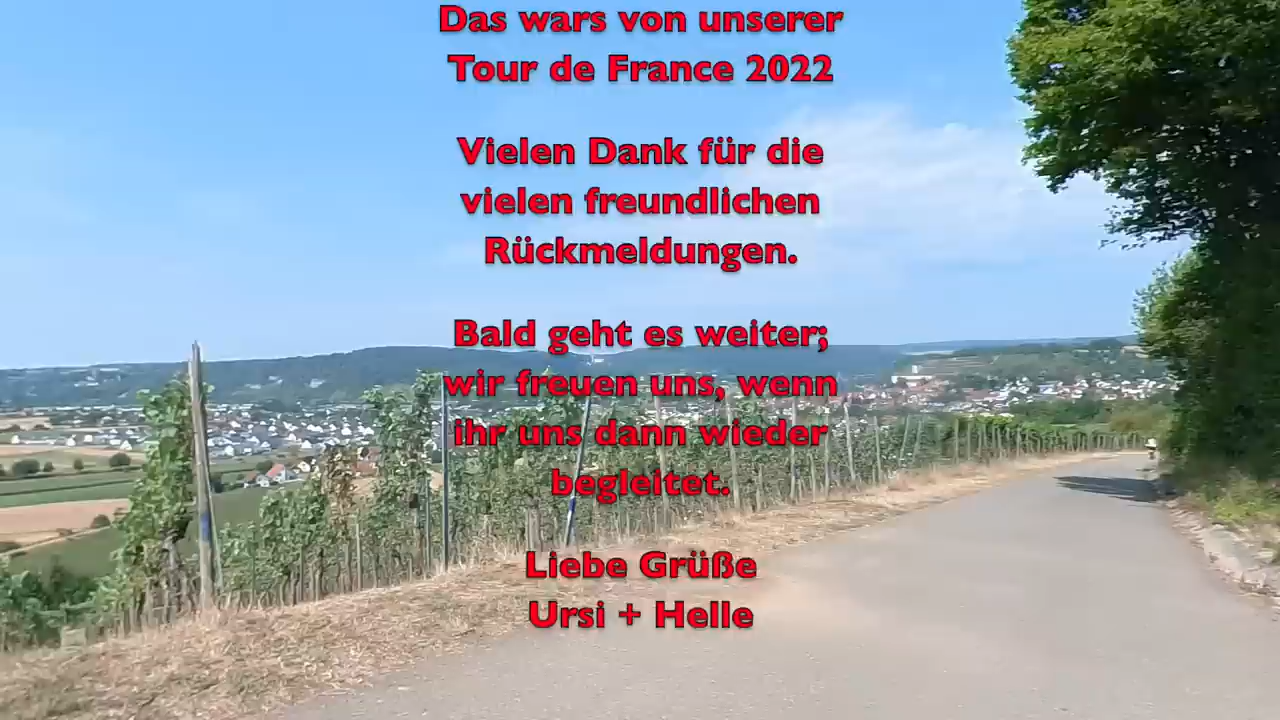 Das wars von unserer
Tour de France 2022
Vielen Dank für die
vielen freundlichen
Rückmeldungen.
Bald geht es weiter;
wir freuen uns, wenn
ihr uns dann wieder
begleitet.
Liebe Grüße
Ursi + Helle